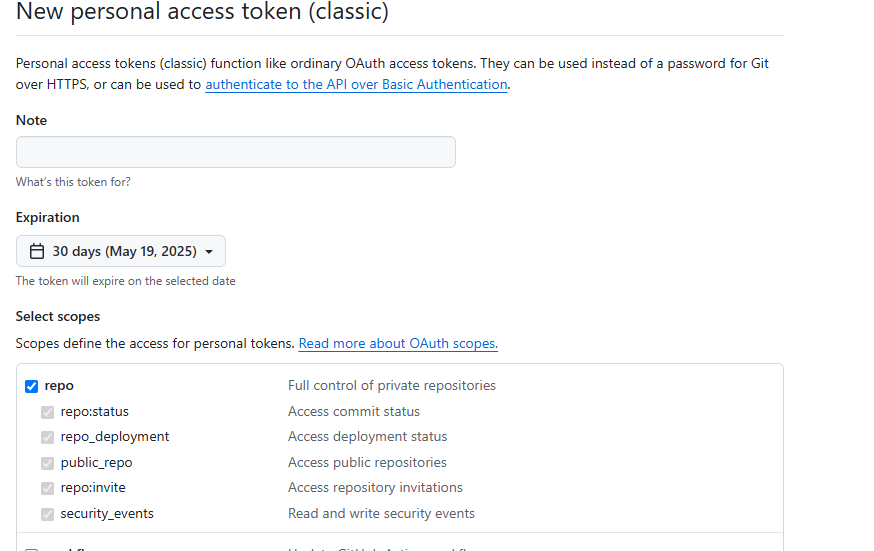 New personal access token (classic)
Personal access tokens (classic) function like ordinary OAuth access tokens. They can be used instead of a password for Git
over HTTPS, or can be used to authenticate to the API over Basic Authentication.
Note
What's this token for?
Expiration
30 days (May 19, 2025)
The token will expire on the selected date
Select scopes
Scopes define the access for personal tokens. Read more about OAuth scopes.
repo Full control of private repositories
repo:status Access commit status
repo_deployment Access deployment status
public_repo Access public repositories
repo:invite Access repository invitations
security_events Read and write security events